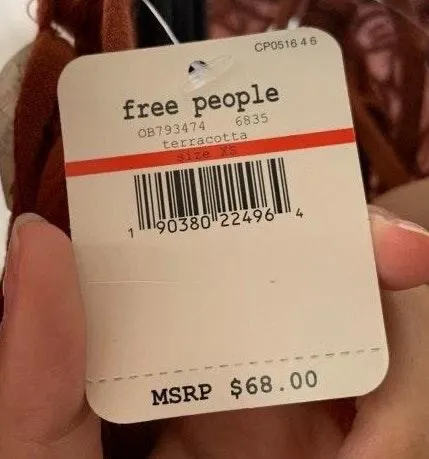 CP0516 4 6
free people
OB793474 6835
terracotta
size XS
1 90380 22496 4
MSRP $68.00